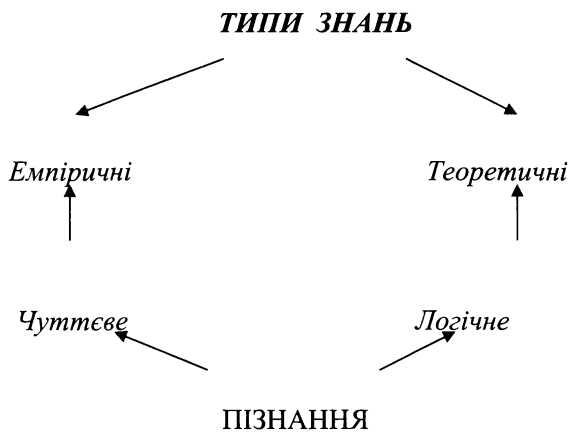 ТИПИ ЗНАНЬ
Емпіричні Теоретичні
Чуттєве Логічне
ПІЗНАННЯ